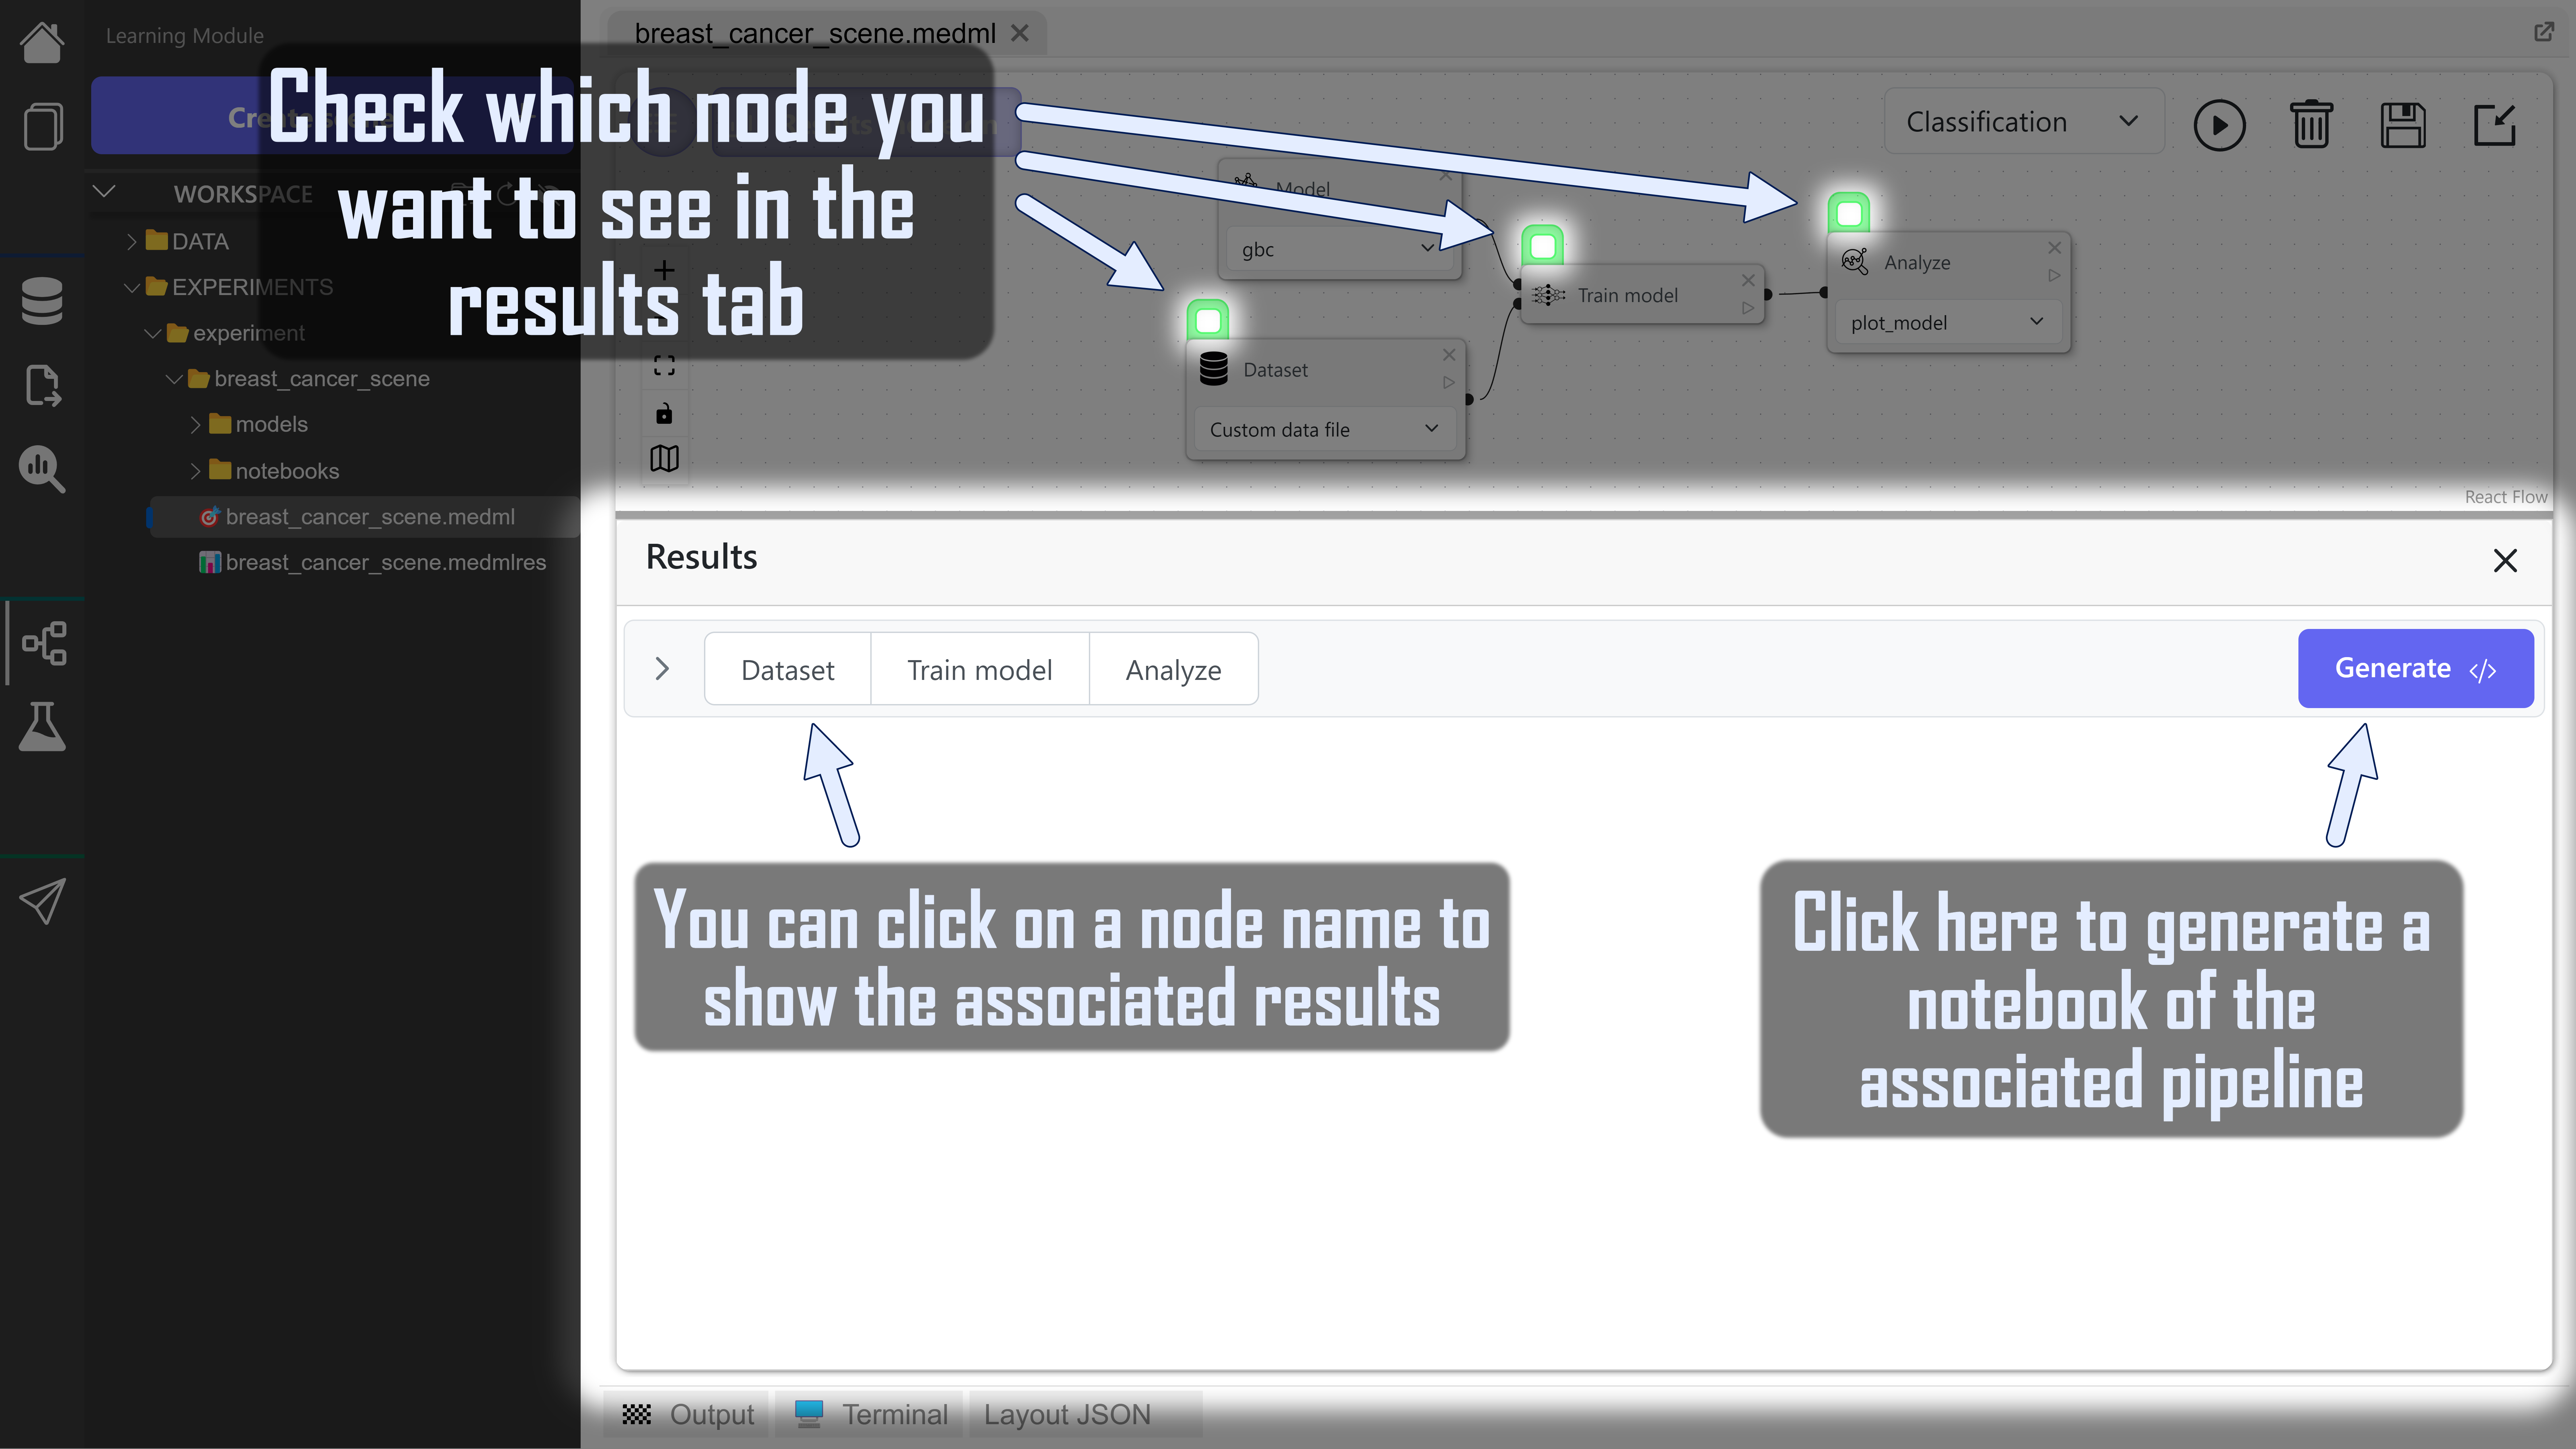 Learning Module
breast_cancer_scene.medml
Check which node you
want to see in the
results tab
WORKSPACE
DATA
EXPERIMENTS
experiment
breast_cancer_scene
models
notebooks
breast_cancer_scene.medml
breast_cancer_scene.medmlres
Classification
Model
gbc
Train model
Analyze
plot_model
Dataset
Custom data file
React Flow
Results
Dataset
Train model
Analyze
Generate </>
You can click on a node name to
show the associated results
Click here to generate a
notebook of the
associated pipeline
Output
Terminal
Layout JSON